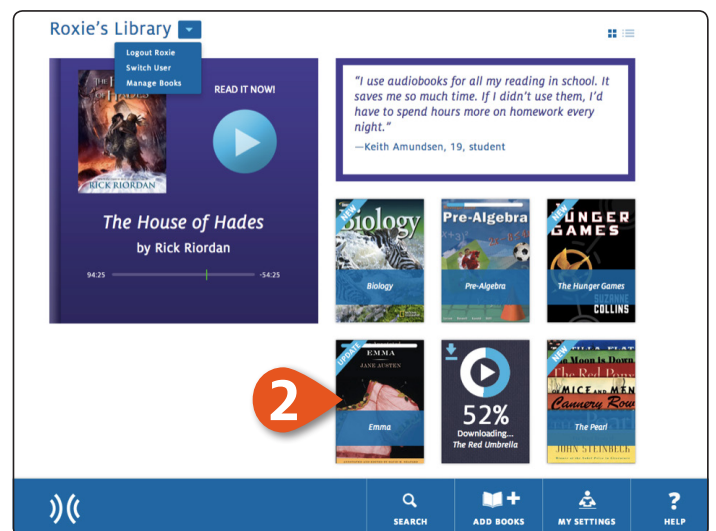 Roxie's Library
Logout Roxie
Switch User
Manage Books
READ IT NOW!
RICK RIORDAN
The House of Hades
by Rick Riordan
94:25
-54:25
"I use audiobooks for all my reading in school. It
saves me so much time. If I didn't use them, I'd
have to spend hours more on homework every
night."
—Keith Amundsen, 19, student
NEW
Biology
Biology
Pre-Algebra
Pre-Algebra
NEW
HUNGER
GAMES
The Hunger Games
SUZANNE
COLLINS
2
UPDATE
EMMA
JANE AUSTEN
Emma
52%
Downloading...
The Red Umbrella
NEW
TORTILLA FLAT
The Moon Is Down
The Red Pony
OF MICE AND MEN
Cannery Row
The Pearl
JOHN STEINBECK
SEARCH
ADD BOOKS
MY SETTINGS
?
HELP